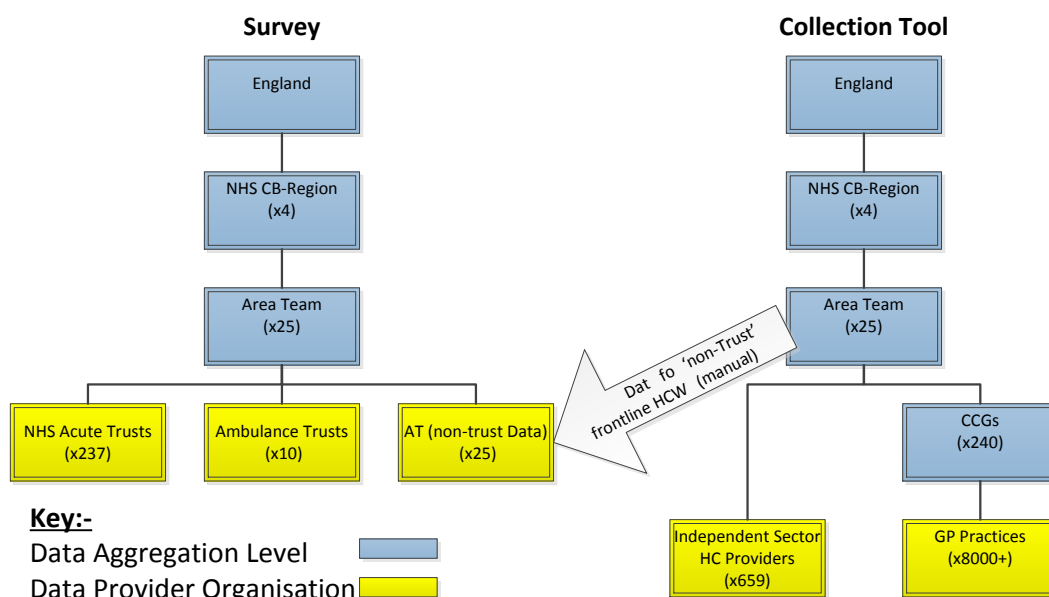 Survey
England
NHS CB-Region
(x4)
Area Team
(x25)
NHS Acute Trusts
(x237)
Ambulance Trusts
(x10)
AT (non-trust Data)
(x25)
Dat fo ‘non-Trust’
frontline HCW (manual)
Collection Tool
England
NHS CB-Region
(x4)
Area Team
(x25)
CCGs
(x240)
Independent Sector
HC Providers
(x659)
GP Practices
(x8000+)
Key:-
Data Aggregation Level
Data Provider Organisation